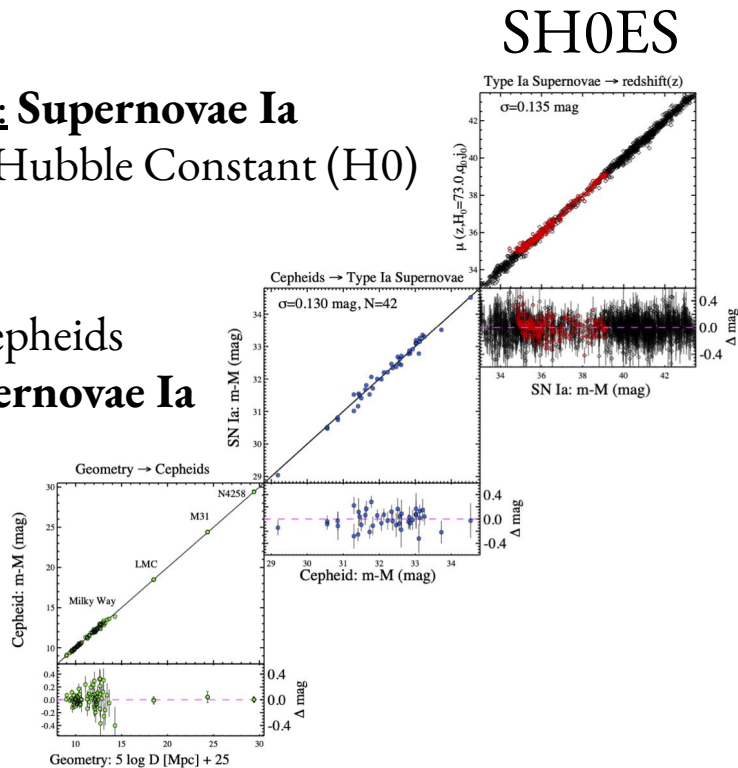 SH0ES
: Supernovae Ia
Hubble Constant (H0)
epheids
ernovae Ia
Type Ia Supernovae → redshift(z)
σ=0.135 mag
μ (z,H₀=73.0,q₀,j₀)
42
40
38
36
34
0.4
0.0
-0.4
Δ mag
34 36 38 40 42
SN Ia: m-M (mag)
Cepheids → Type Ia Supernovae
σ=0.130 mag, N=42
SN Ia: m-M (mag)
34
33
32
31
30
29
0.4
0.0
-0.4
Δ mag
29 30 31 32 33 34
Cepheid: m-M (mag)
Geometry → Cepheids
N4258
M31
LMC
Milky Way
Cepheid: m-M (mag)
30
25
20
15
10
0.4
0.2
0.0
-0.2
-0.4
0.4
0.0
-0.4
Δ mag
10 15 20 25 30
Geometry: 5 log D [Mpc] + 25